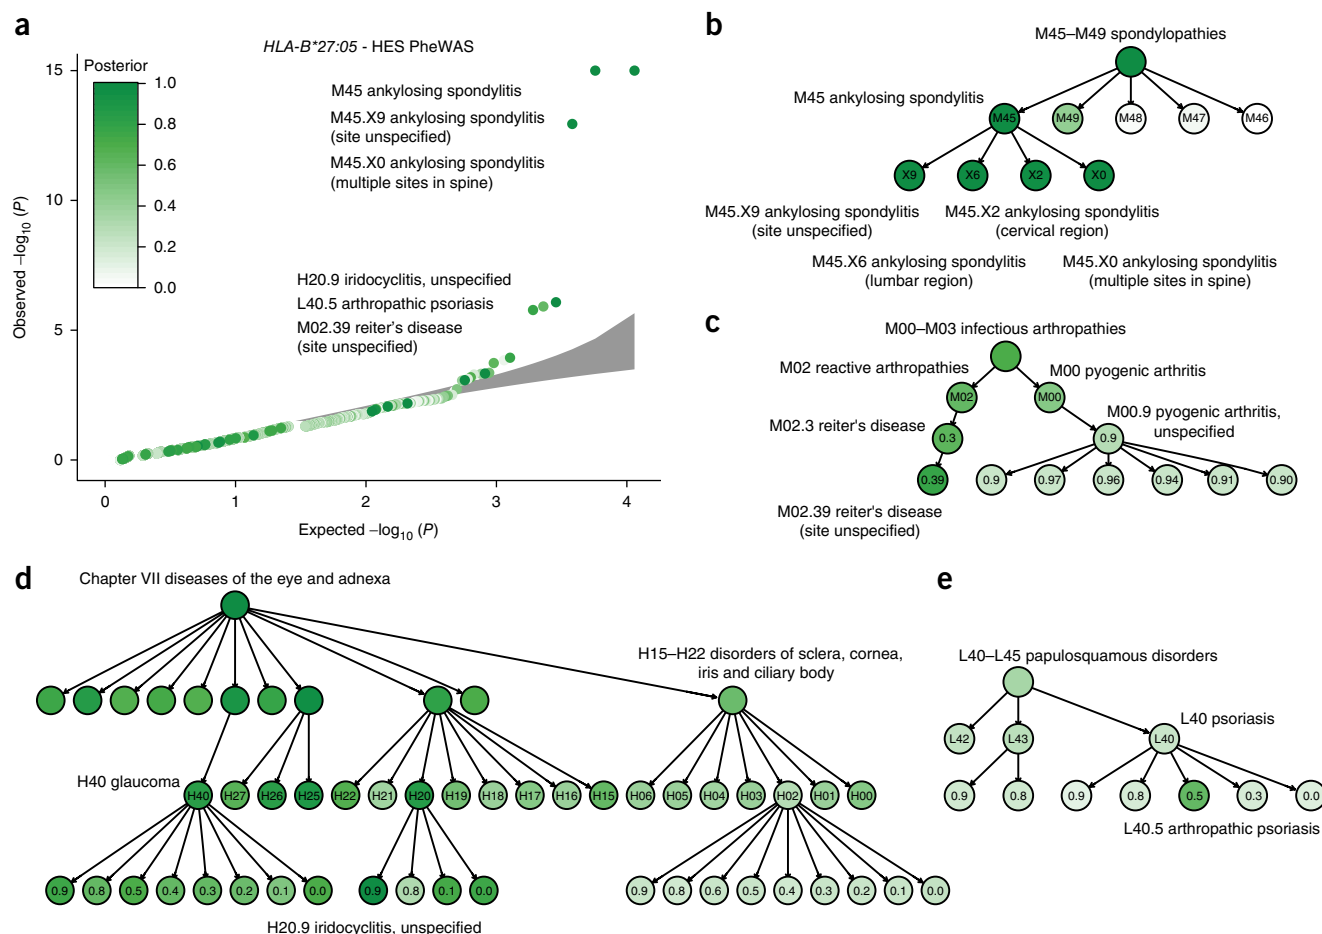 a
HLA-B*27:05 - HES PheWAS
Posterior
1.0
0.8
0.6
0.4
0.2
0.0
M45 ankylosing spondylitis
M45.X9 ankylosing spondylitis
(site unspecified)
M45.X0 ankylosing spondylitis
(multiple sites in spine)
H20.9 iridocyclitis, unspecified
L40.5 arthropathic psoriasis
M02.39 reiter's disease
(site unspecified)
Observed –log10 (P)
15
10
5
0
0 1 2 3 4
Expected –log10 (P)
b
M45–M49 spondylopathies
M45 ankylosing spondylitis
M45 M49 M48 M47 M46
X9 X6 X2 X0
M45.X9 ankylosing spondylitis
(site unspecified)
M45.X2 ankylosing spondylitis
(cervical region)
M45.X6 ankylosing spondylitis
(lumbar region)
M45.X0 ankylosing spondylitis
(multiple sites in spine)
c
M00–M03 infectious arthropathies
M02 reactive arthropathies
M00 pyogenic arthritis
M02 M00
M02.3 reiter's disease
M00.9 pyogenic arthritis,
unspecified
0.3 0.9
0.39 0.9 0.97 0.96 0.94 0.91 0.90
M02.39 reiter's disease
(site unspecified)
d
Chapter VII diseases of the eye and adnexa
H15–H22 disorders of sclera, cornea,
iris and ciliary body
H40 glaucoma
H40 H27 H26 H25 H22 H21 H20 H19 H18 H17 H16 H15 H06 H05 H04 H03 H02 H01 H00
0.9 0.8 0.5 0.4 0.3 0.2 0.1 0.0 0.9 0.8 0.1 0.0 0.9 0.8 0.6 0.5 0.4 0.3 0.2 0.1 0.0
H20.9 iridocyclitis, unspecified
e
L40–L45 papulosquamous disorders
L40 psoriasis
L42 L43 L40
0.9 0.8 0.9 0.8 0.5 0.3 0.0
L40.5 arthropathic psoriasis